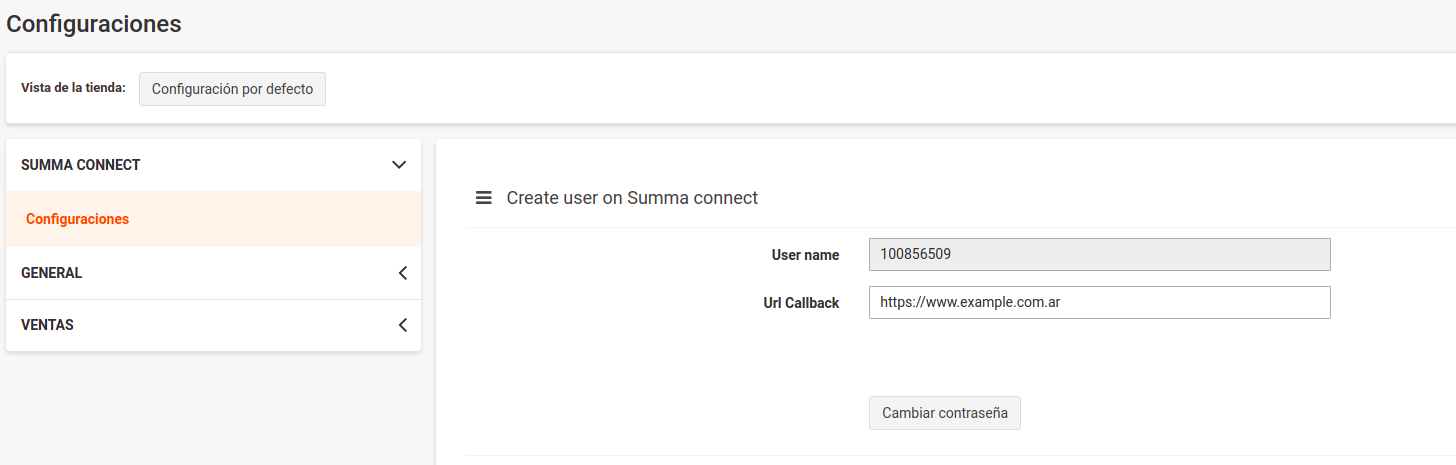 Configuraciones
Vista de la tienda: Configuración por defecto
SUMMA CONNECT
Configuraciones
GENERAL
VENTAS
Create user on Summa connect
User name 100856509
Url Callback https://www.example.com.ar
Cambiar contraseña